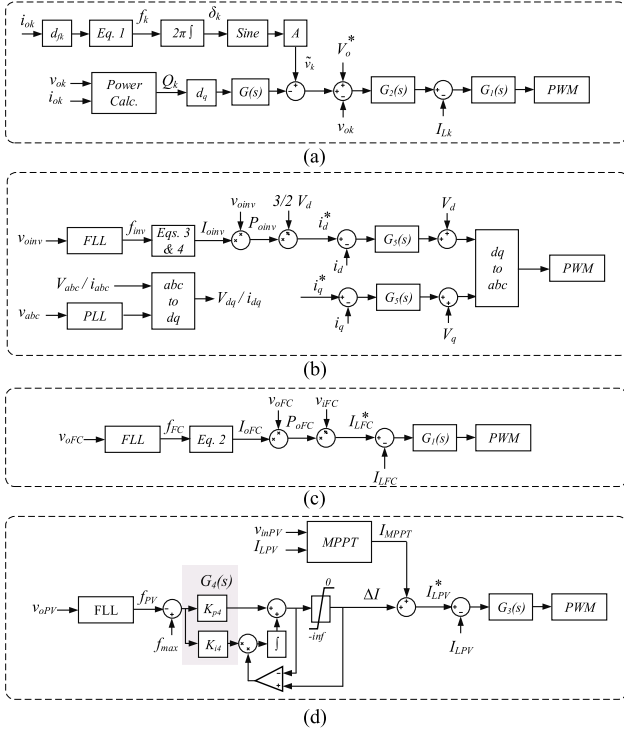 i_ok d_fk Eq. 1 f_k 2π ∫ δ_k Sine A
ṽ_k V_o*
v_ok i_ok Power Calc. Q_k d_q G(s) - + + + - G_2(s) + - G_1(s) PWM
v_ok I_Lk
(a)
v_oinv 3/2 V_d V_d
v_oinv FLL f_inv Eqs. 3 & 4 I_oinv × × P_oinv × × i_d* + - G_5(s) + +
i_d
V_abc / i_abc abc to dq V_dq / i_dq dq to abc PWM
v_abc PLL i_q* + - G_5(s) + +
i_q V_q
(b)
v_oFC v_iFC
v_oFC FLL f_FC Eq. 2 I_oFC × × P_oFC × × I_LFC* + - G_1(s) PWM
I_LFC
(c)
v_inPV I_LPV MPPT I_MPPT
G_4(s) 0
v_oPV FLL f_PV - + K_p4 + + -inf ΔI + + I_LPV* + - G_3(s) PWM
f_max K_i4 × × ∫ I_LPV
- +
(d)